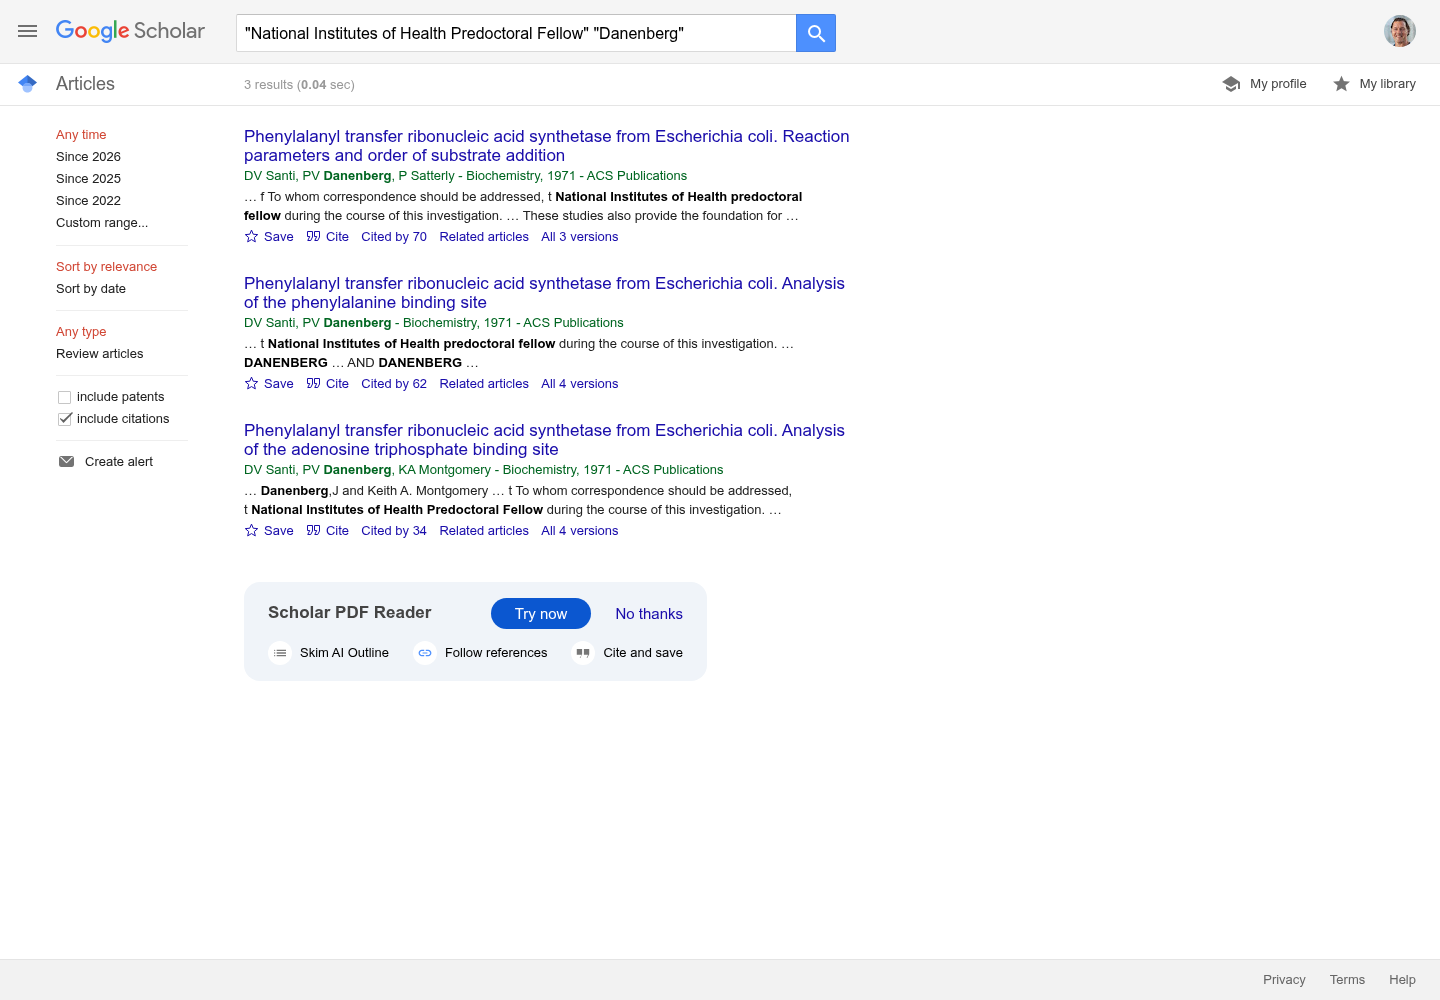 Google Scholar
"National Institutes of Health Predoctoral Fellow" "Danenberg"
Articles
3 results (0.04 sec)
My profile
My library
Any time
Since 2026
Since 2025
Since 2022
Custom range...
Sort by relevance
Sort by date
Any type
Review articles
include patents
include citations
Create alert
Phenylalanyl transfer ribonucleic acid synthetase from Escherichia coli. Reaction
parameters and order of substrate addition
DV Santi, PV Danenberg, P Satterly - Biochemistry, 1971 - ACS Publications
… f To whom correspondence should be addressed, t National Institutes of Health predoctoral
fellow during the course of this investigation. … These studies also provide the foundation for …
Save Cite Cited by 70 Related articles All 3 versions
Phenylalanyl transfer ribonucleic acid synthetase from Escherichia coli. Analysis
of the phenylalanine binding site
DV Santi, PV Danenberg - Biochemistry, 1971 - ACS Publications
… t National Institutes of Health predoctoral fellow during the course of this investigation. …
DANENBERG … AND DANENBERG …
Save Cite Cited by 62 Related articles All 4 versions
Phenylalanyl transfer ribonucleic acid synthetase from Escherichia coli. Analysis
of the adenosine triphosphate binding site
DV Santi, PV Danenberg, KA Montgomery - Biochemistry, 1971 - ACS Publications
… Danenberg,J and Keith A. Montgomery … t To whom correspondence should be addressed,
t National Institutes of Health Predoctoral Fellow during the course of this investigation. …
Save Cite Cited by 34 Related articles All 4 versions
Scholar PDF Reader
Try now
No thanks
Skim AI Outline
Follow references
Cite and save
Privacy
Terms
Help